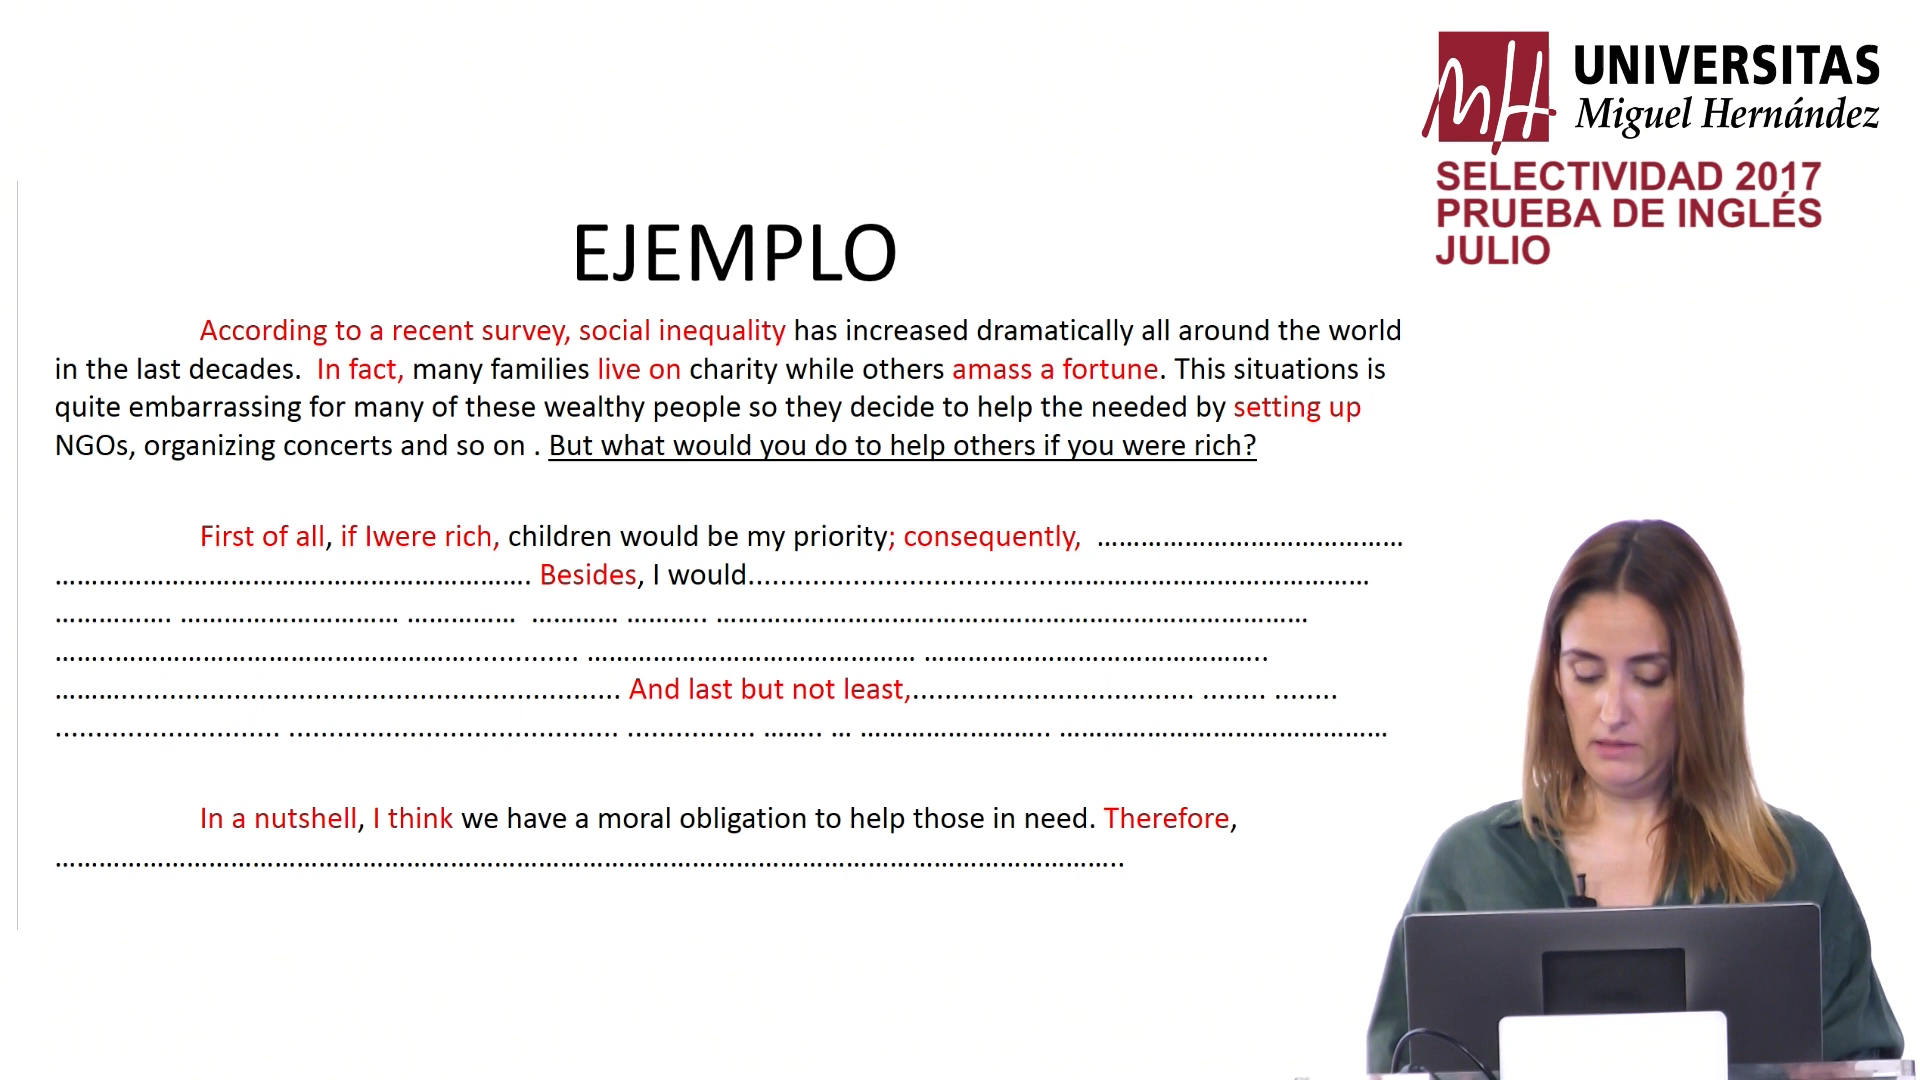 UNIVERSITAS
Miguel Hernández
SELECTIVIDAD 2017
PRUEBA DE INGLÉS
JULIO
EJEMPLO
According to a recent survey, social inequality has increased dramatically all around the world
in the last decades. In fact, many families live on charity while others amass a fortune. This situations is
quite embarrassing for many of these wealthy people so they decide to help the needed by setting up
NGOs, organizing concerts and so on . But what would you do to help others if you were rich?
First of all, if Iwere rich, children would be my priority; consequently, ……………………………………
…………………………………………………………. Besides, I would...........................................……………………………………
……………. ………………………… …………… ………… ……….. ………………………………………………………………………
……..…………………………………………............... ……………………………………… ………………………………………..
………............................................................... And last but not least,................................... ........ ........
............................ ......................................... ................ …….. … …………………….. ………………………………………
In a nutshell, I think we have a moral obligation to help those in need. Therefore,
…………………………………………………………………………………………………………………………………..